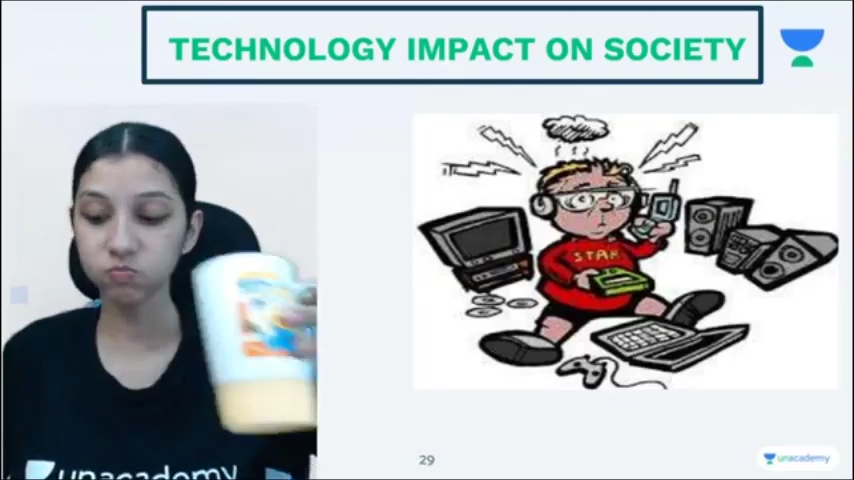 TECHNOLOGY IMPACT ON SOCIETY
STAR
unacademy
29
unacademy